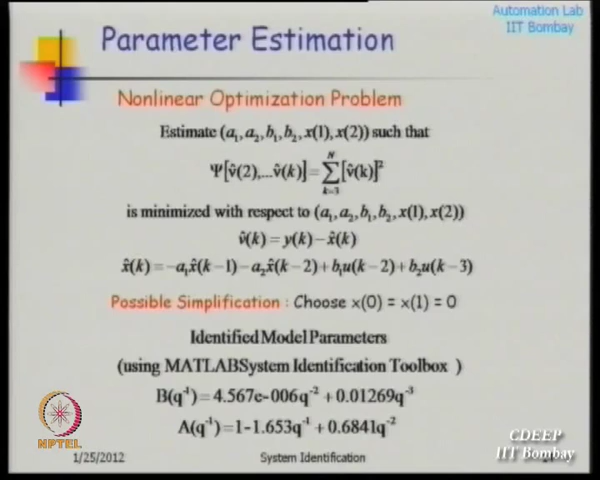 Automation Lab
IIT Bombay
Parameter Estimation
Nonlinear Optimization Problem
Estimate (a₁, a₂, b₁, b₂, x(1), x(2)) such that
Ψ[v̂(2),...v̂(k)] = Σ_{k=3}^{N} [v̂(k)]²
is minimized with respect to (a₁, a₂, b₁, b₂, x(1), x(2))
v̂(k) = y(k) − x̂(k)
x̂(k) = −a₁x̂(k−1) − a₂x̂(k−2) + b₁u(k−2) + b₂u(k−3)
Possible Simplification : Choose x(0) = x(1) = 0
Identified Model Parameters
(using MATLABSystem Identification Toolbox )
B(q⁻¹) = 4.567e-006q⁻² + 0.01269q⁻³
A(q⁻¹) = 1-1.653q⁻¹ + 0.6841q⁻²
NPTEL
1/25/2012
System Identification
CDEEP
IIT Bombay